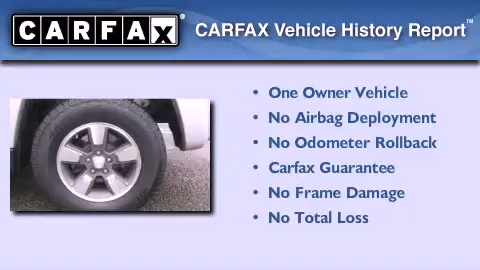 CARFAX CARFAX Vehicle History Report™
• One Owner Vehicle
• No Airbag Deployment
• No Odometer Rollback
• Carfax Guarantee
• No Frame Damage
• No Total Loss